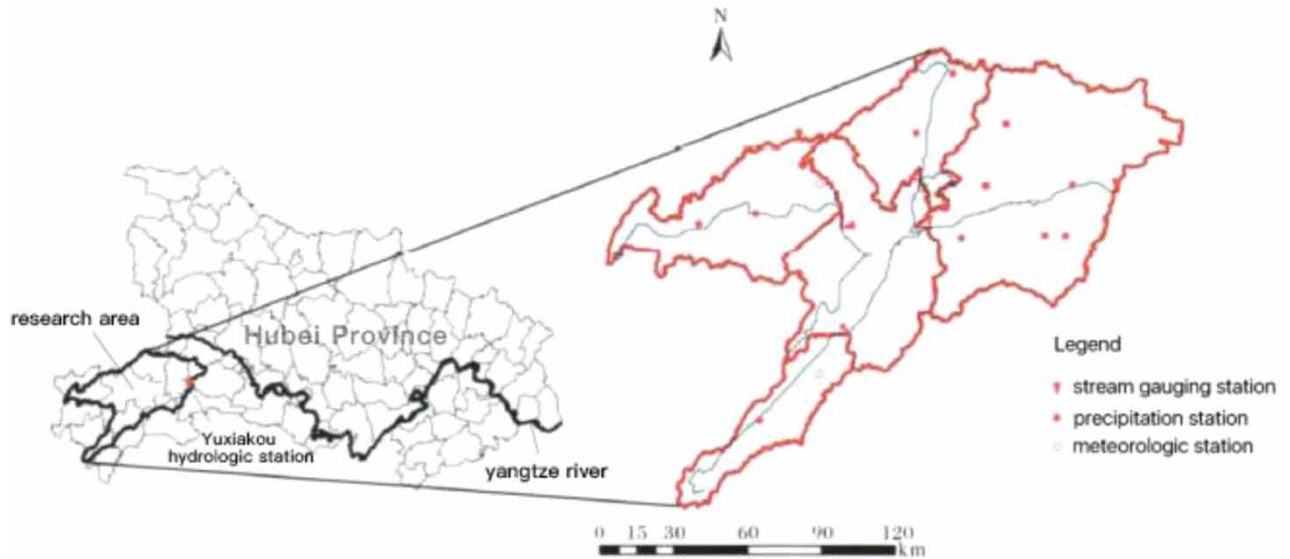 N
research area
Hubei Province
Yuxiakou
hydrologic station
yangtze river
Legend
stream gauging station
precipitation station
meteorologic station
0 15 30 60 90 120
km